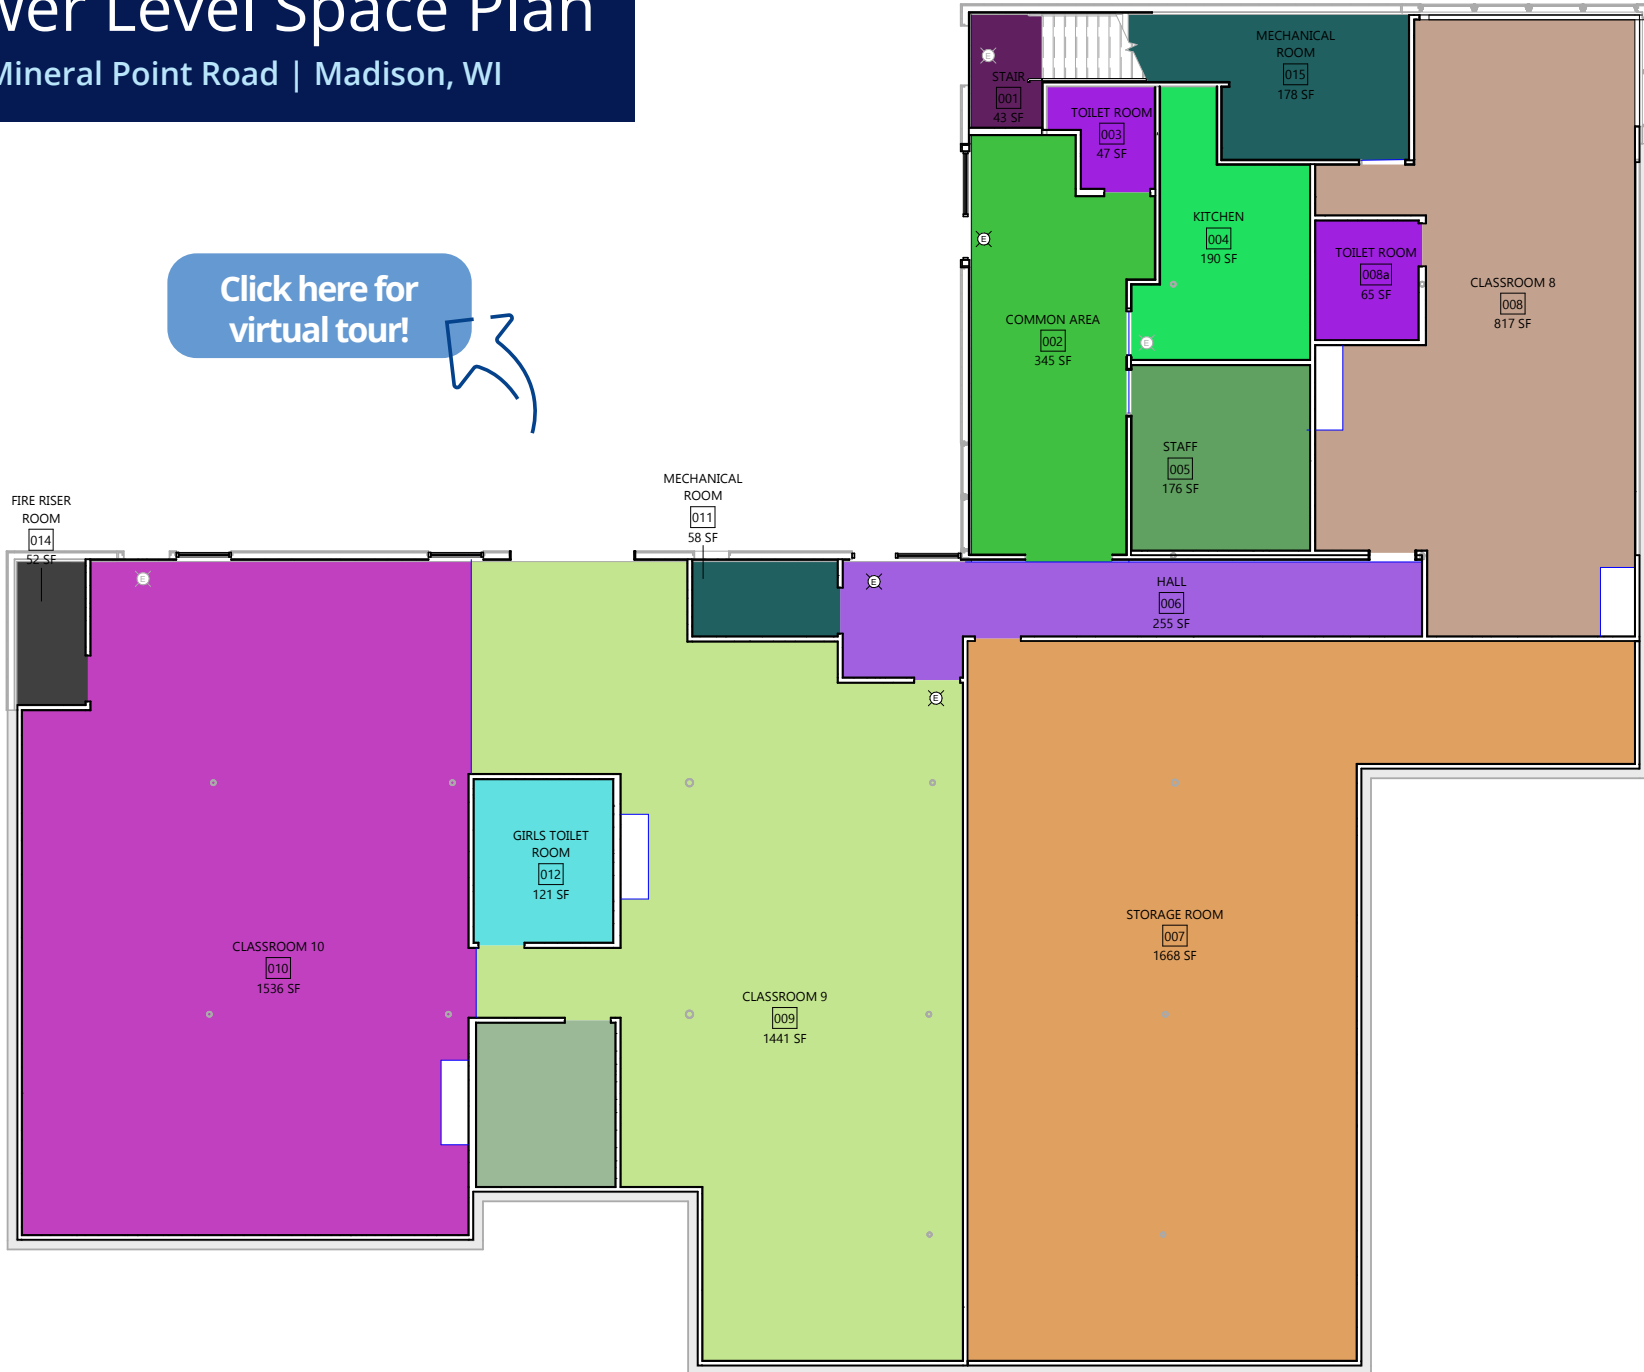 wer Level Space Plan
Mineral Point Road | Madison, WI
Click here for
virtual tour!
STAIR
001
43 SF
MECHANICAL
ROOM
015
178 SF
TOILET ROOM
003
47 SF
KITCHEN
004
190 SF
TOILET ROOM
008a
65 SF
CLASSROOM 8
008
817 SF
COMMON AREA
002
345 SF
STAFF
005
176 SF
MECHANICAL
ROOM
011
58 SF
FIRE RISER
ROOM
014
52 SF
HALL
006
255 SF
GIRLS TOILET
ROOM
012
121 SF
STORAGE ROOM
007
1668 SF
CLASSROOM 10
010
1536 SF
CLASSROOM 9
009
1441 SF
E
E
E
E
E
E